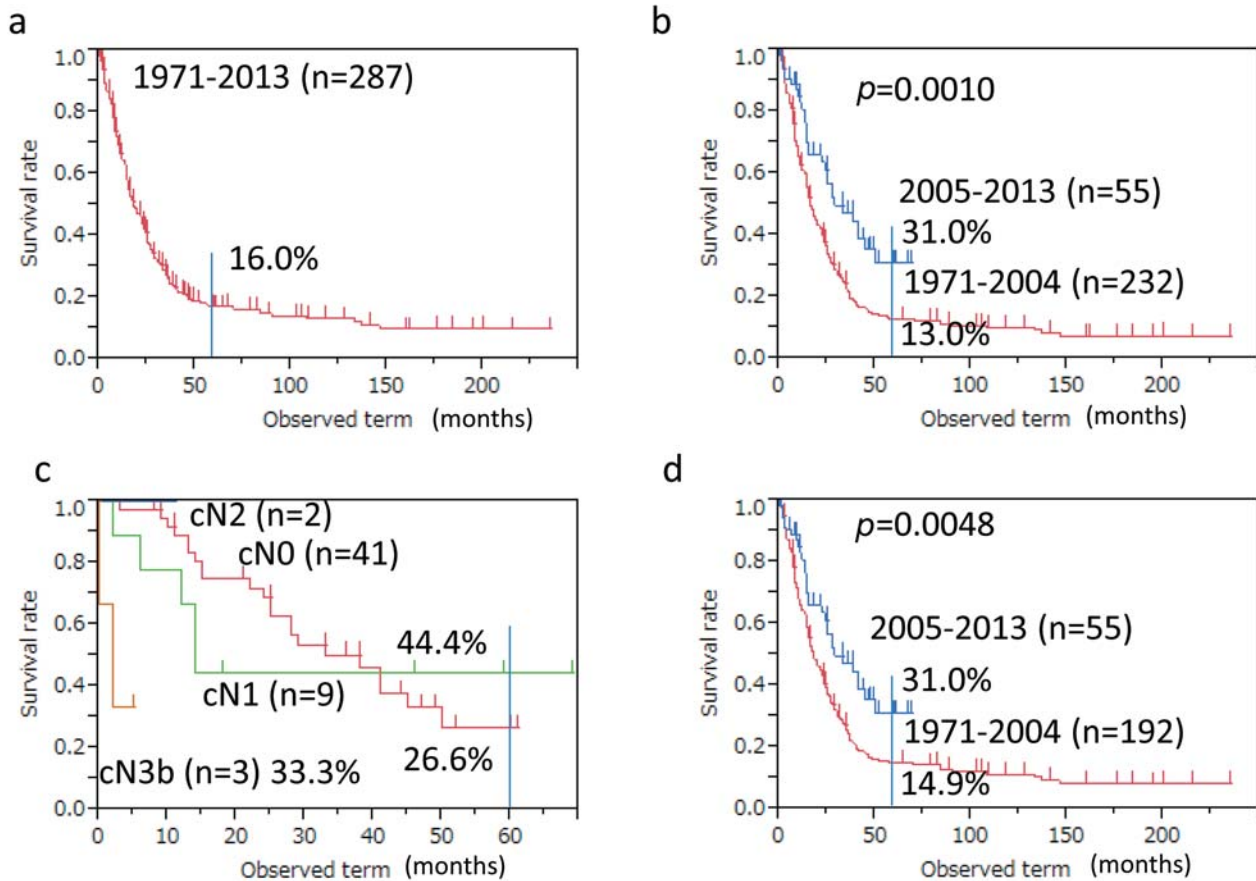 a
1971-2013 (n=287)
16.0%
Survival rate
1.0
0.8
0.6
0.4
0.2
0.0
0 50 100 150 200
Observed term (months)
b
p=0.0010
2005-2013 (n=55)
31.0%
1971-2004 (n=232)
13.0%
Survival rate
1.0
0.8
0.6
0.4
0.2
0.0
0 50 100 150 200
Observed term (months)
c
cN2 (n=2)
cN0 (n=41)
44.4%
cN1 (n=9)
26.6%
cN3b (n=3) 33.3%
Survival rate
1.0
0.8
0.6
0.4
0.2
0.0
0 10 20 30 40 50 60
Observed term (months)
d
p=0.0048
2005-2013 (n=55)
31.0%
1971-2004 (n=192)
14.9%
Survival rate
1.0
0.8
0.6
0.4
0.2
0.0
0 50 100 150 200
Observed term (months)